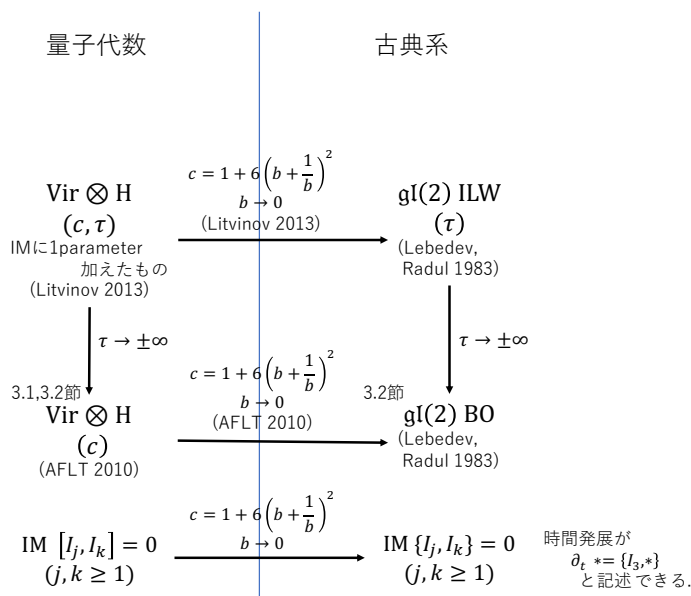 量子代数
古典系
c = 1 + 6(b + 1/b)²
b → 0
(Litvinov 2013)
Vir ⊗ H
(c, τ)
IMに1parameter
加えたもの
(Litvinov 2013)
𝔤𝔩(2) ILW
(τ)
(Lebedev,
Radul 1983)
τ → ±∞
τ → ±∞
3.1,3.2節
Vir ⊗ H
(c)
(AFLT 2010)
c = 1 + 6(b + 1/b)²
b → 0
(AFLT 2010)
3.2節
𝔤𝔩(2) BO
(Lebedev,
Radul 1983)
c = 1 + 6(b + 1/b)²
b → 0
IM [I_j, I_k] = 0
(j, k ≥ 1)
IM {I_j, I_k} = 0
(j, k ≥ 1)
時間発展が
∂_t ∗= {I_3,∗}
と記述できる.